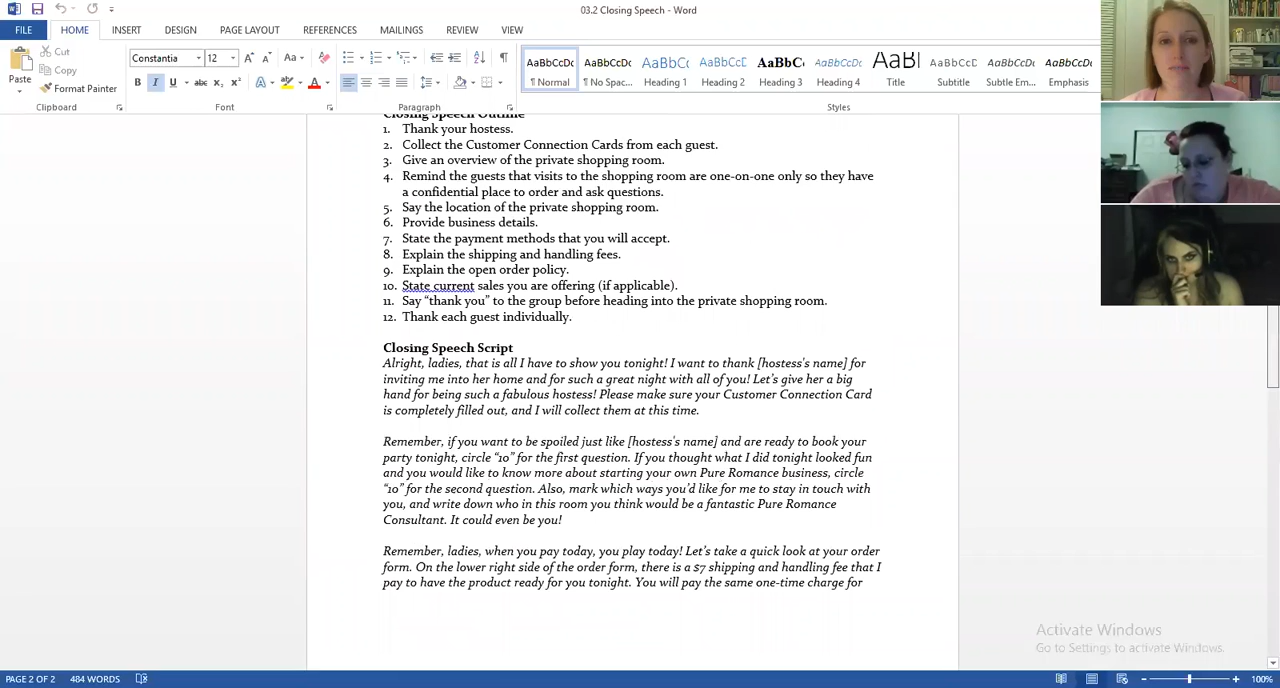 03.2 Closing Speech - Word
FILE HOME INSERT DESIGN PAGE LAYOUT REFERENCES MAILINGS REVIEW VIEW
Paste
Cut
Copy
Format Painter
Clipboard
Constantia 12
Font
Paragraph
AaBbCcDc AaBbCcDc AaBbC AaBbCcD AaBbC AaBbCcD AaB AaBbCcD AaBbCcDc AaBbCcDc
¶ Normal ¶ No Spac... Heading 1 Heading 2 Heading 3 Heading 4 Title Subtitle Subtle Em... Emphasis
Styles
Closing Speech Outline
1. Thank your hostess.
2. Collect the Customer Connection Cards from each guest.
3. Give an overview of the private shopping room.
4. Remind the guests that visits to the shopping room are one-on-one only so they have
a confidential place to order and ask questions.
5. Say the location of the private shopping room.
6. Provide business details.
7. State the payment methods that you will accept.
8. Explain the shipping and handling fees.
9. Explain the open order policy.
10. State current sales you are offering (if applicable).
11. Say “thank you” to the group before heading into the private shopping room.
12. Thank each guest individually.
Closing Speech Script
Alright, ladies, that is all I have to show you tonight! I want to thank [hostess's name] for
inviting me into her home and for such a great night with all of you! Let’s give her a big
hand for being such a fabulous hostess! Please make sure your Customer Connection Card
is completely filled out, and I will collect them at this time.
Remember, if you want to be spoiled just like [hostess's name] and are ready to book your
party tonight, circle “10” for the first question. If you thought what I did tonight looked fun
and you would like to know more about starting your own Pure Romance business, circle
“10” for the second question. Also, mark which ways you’d like for me to stay in touch with
you, and write down who in this room you think would be a fantastic Pure Romance
Consultant. It could even be you!
Remember, ladies, when you pay today, you play today! Let’s take a quick look at your order
form. On the lower right side of the order form, there is a $7 shipping and handling fee that I
pay to have the product ready for you tonight. You will pay the same one-time charge for
Activate Windows
Go to Settings to activate Windows.
PAGE 2 OF 2 484 WORDS 100%